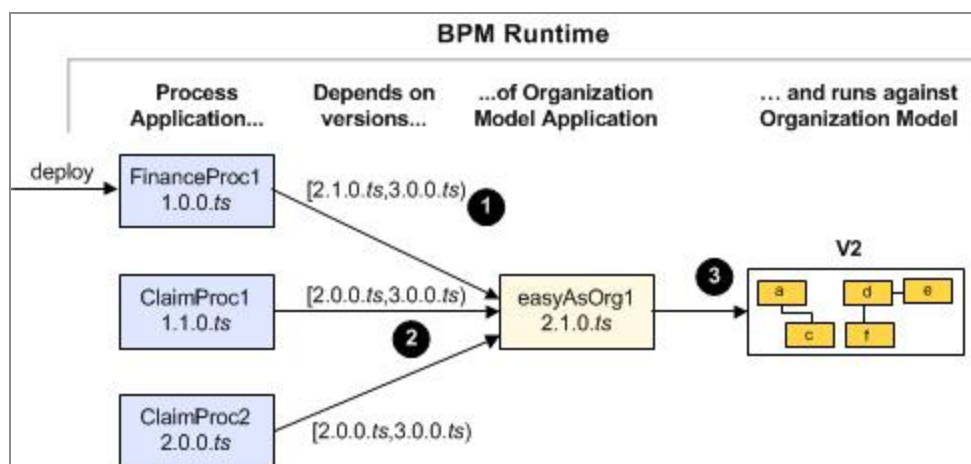 BPM Runtime
Process
Application...
Depends on
versions...
...of Organization
Model Application
... and runs against
Organization Model
deploy
FinanceProc1
1.0.0.ts
[2.1.0.ts,3.0.0.ts)
1
V2
ClaimProc1
1.1.0.ts
[2.0.0.ts,3.0.0.ts)
2
easyAsOrg1
2.1.0.ts
3
a
d
e
c
f
ClaimProc2
2.0.0.ts
[2.0.0.ts,3.0.0.ts)